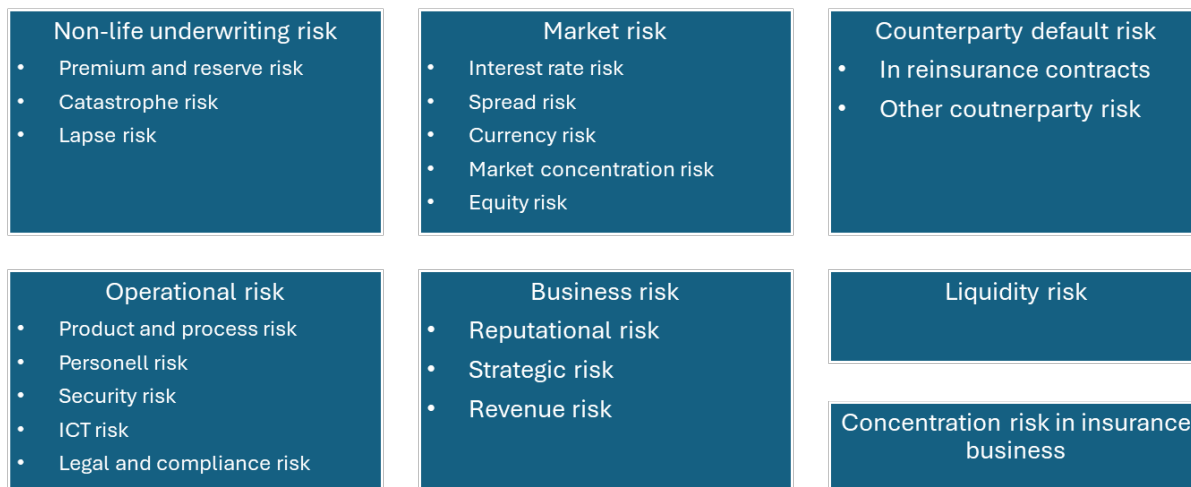 Non-life underwriting risk
• Premium and reserve risk
• Catastrophe risk
• Lapse risk
Market risk
• Interest rate risk
• Spread risk
• Currency risk
• Market concentration risk
• Equity risk
Counterparty default risk
• In reinsurance contracts
• Other coutnerparty risk
Operational risk
• Product and process risk
• Personell risk
• Security risk
• ICT risk
• Legal and compliance risk
Business risk
• Reputational risk
• Strategic risk
• Revenue risk
Liquidity risk
Concentration risk in insurance
business